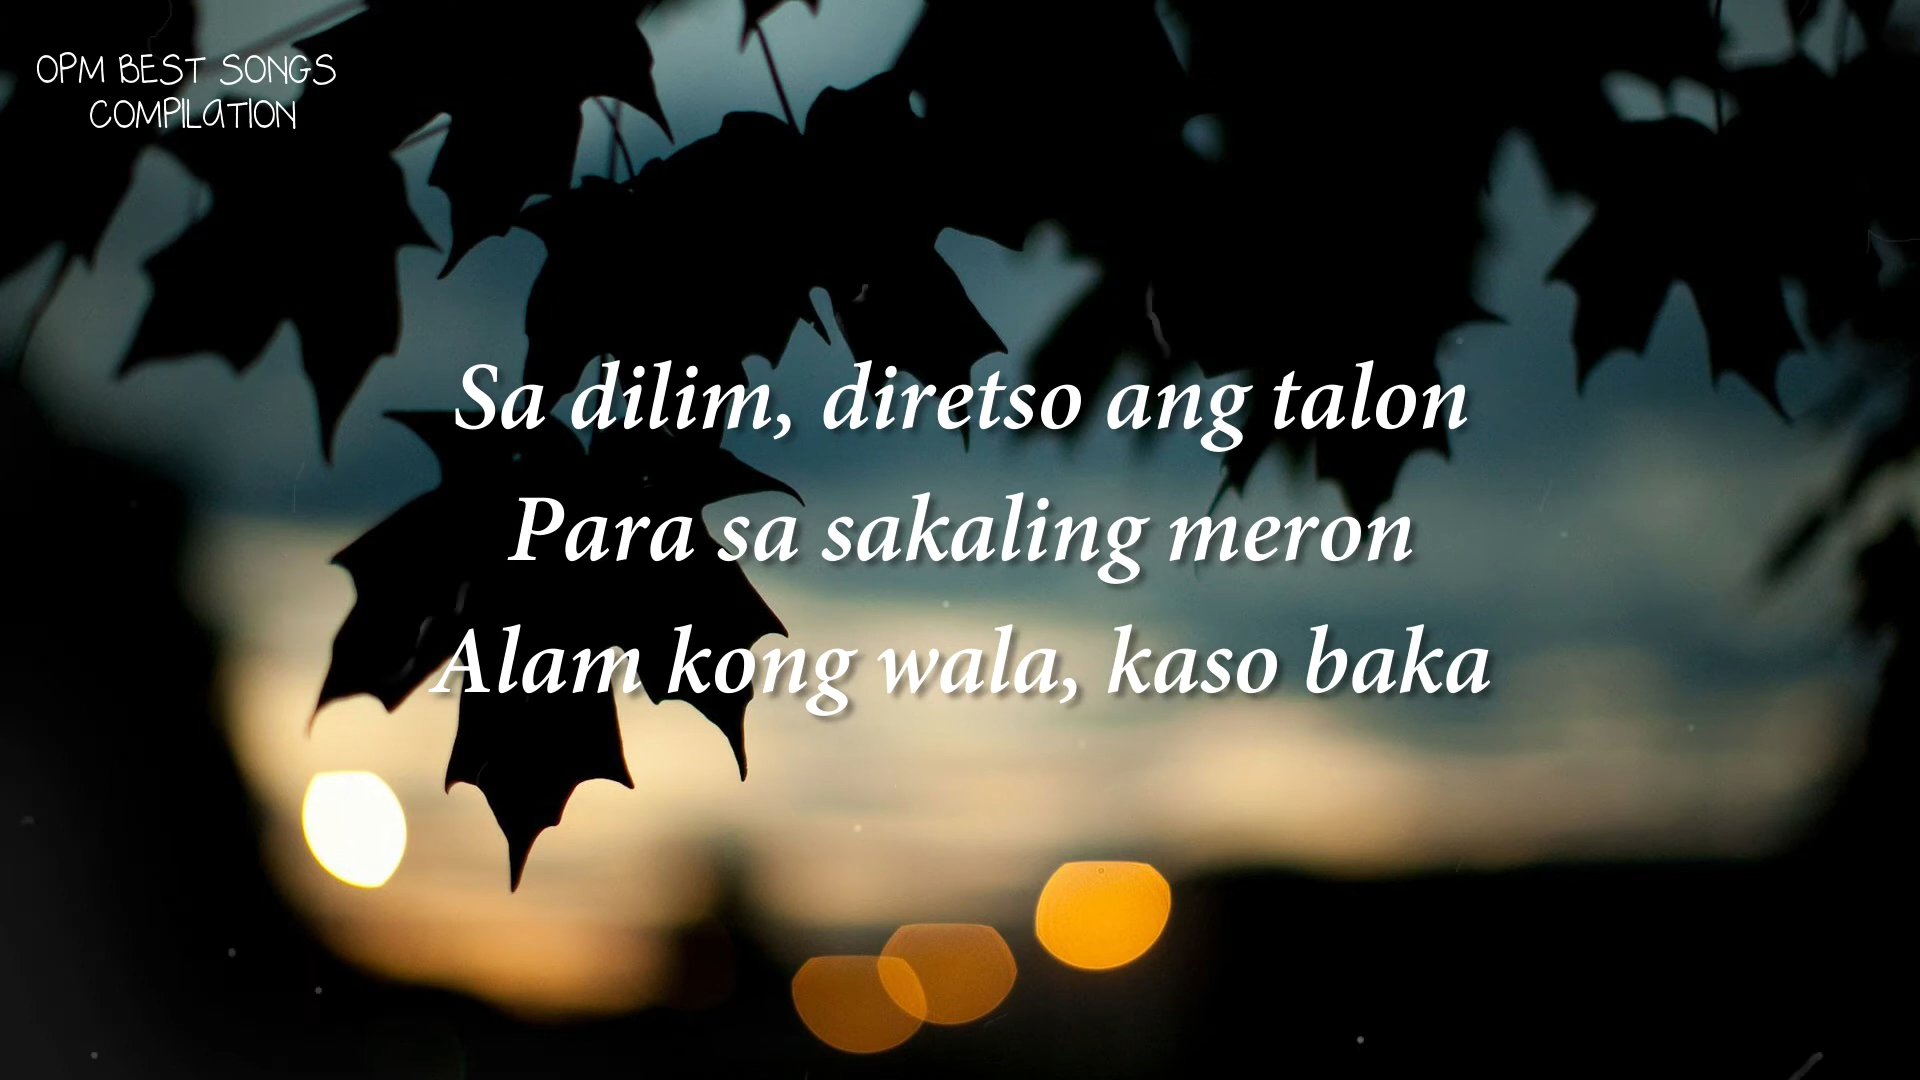 OPM BEST SONGS
COMPILATION
Sa dilim, diretso ang talon
Para sa sakaling meron
Alam kong wala, kaso baka